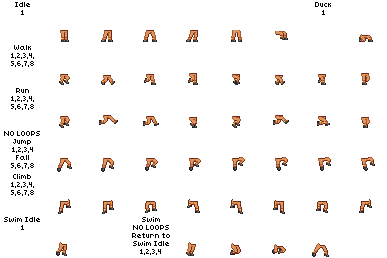 Idle
1
Duck
1
Walk
1,2,3,4,
5,6,7,8
Run
1,2,3,4,
5,6,7,8
NO LOOPS
Jump
1,2,3,4
Fall
5,6,7,8
Climb
1,2,3,4,
5,6,7,8
Swim Idle
1
Swim
NO LOOPS
Return to
Swim Idle
1,2,3,4